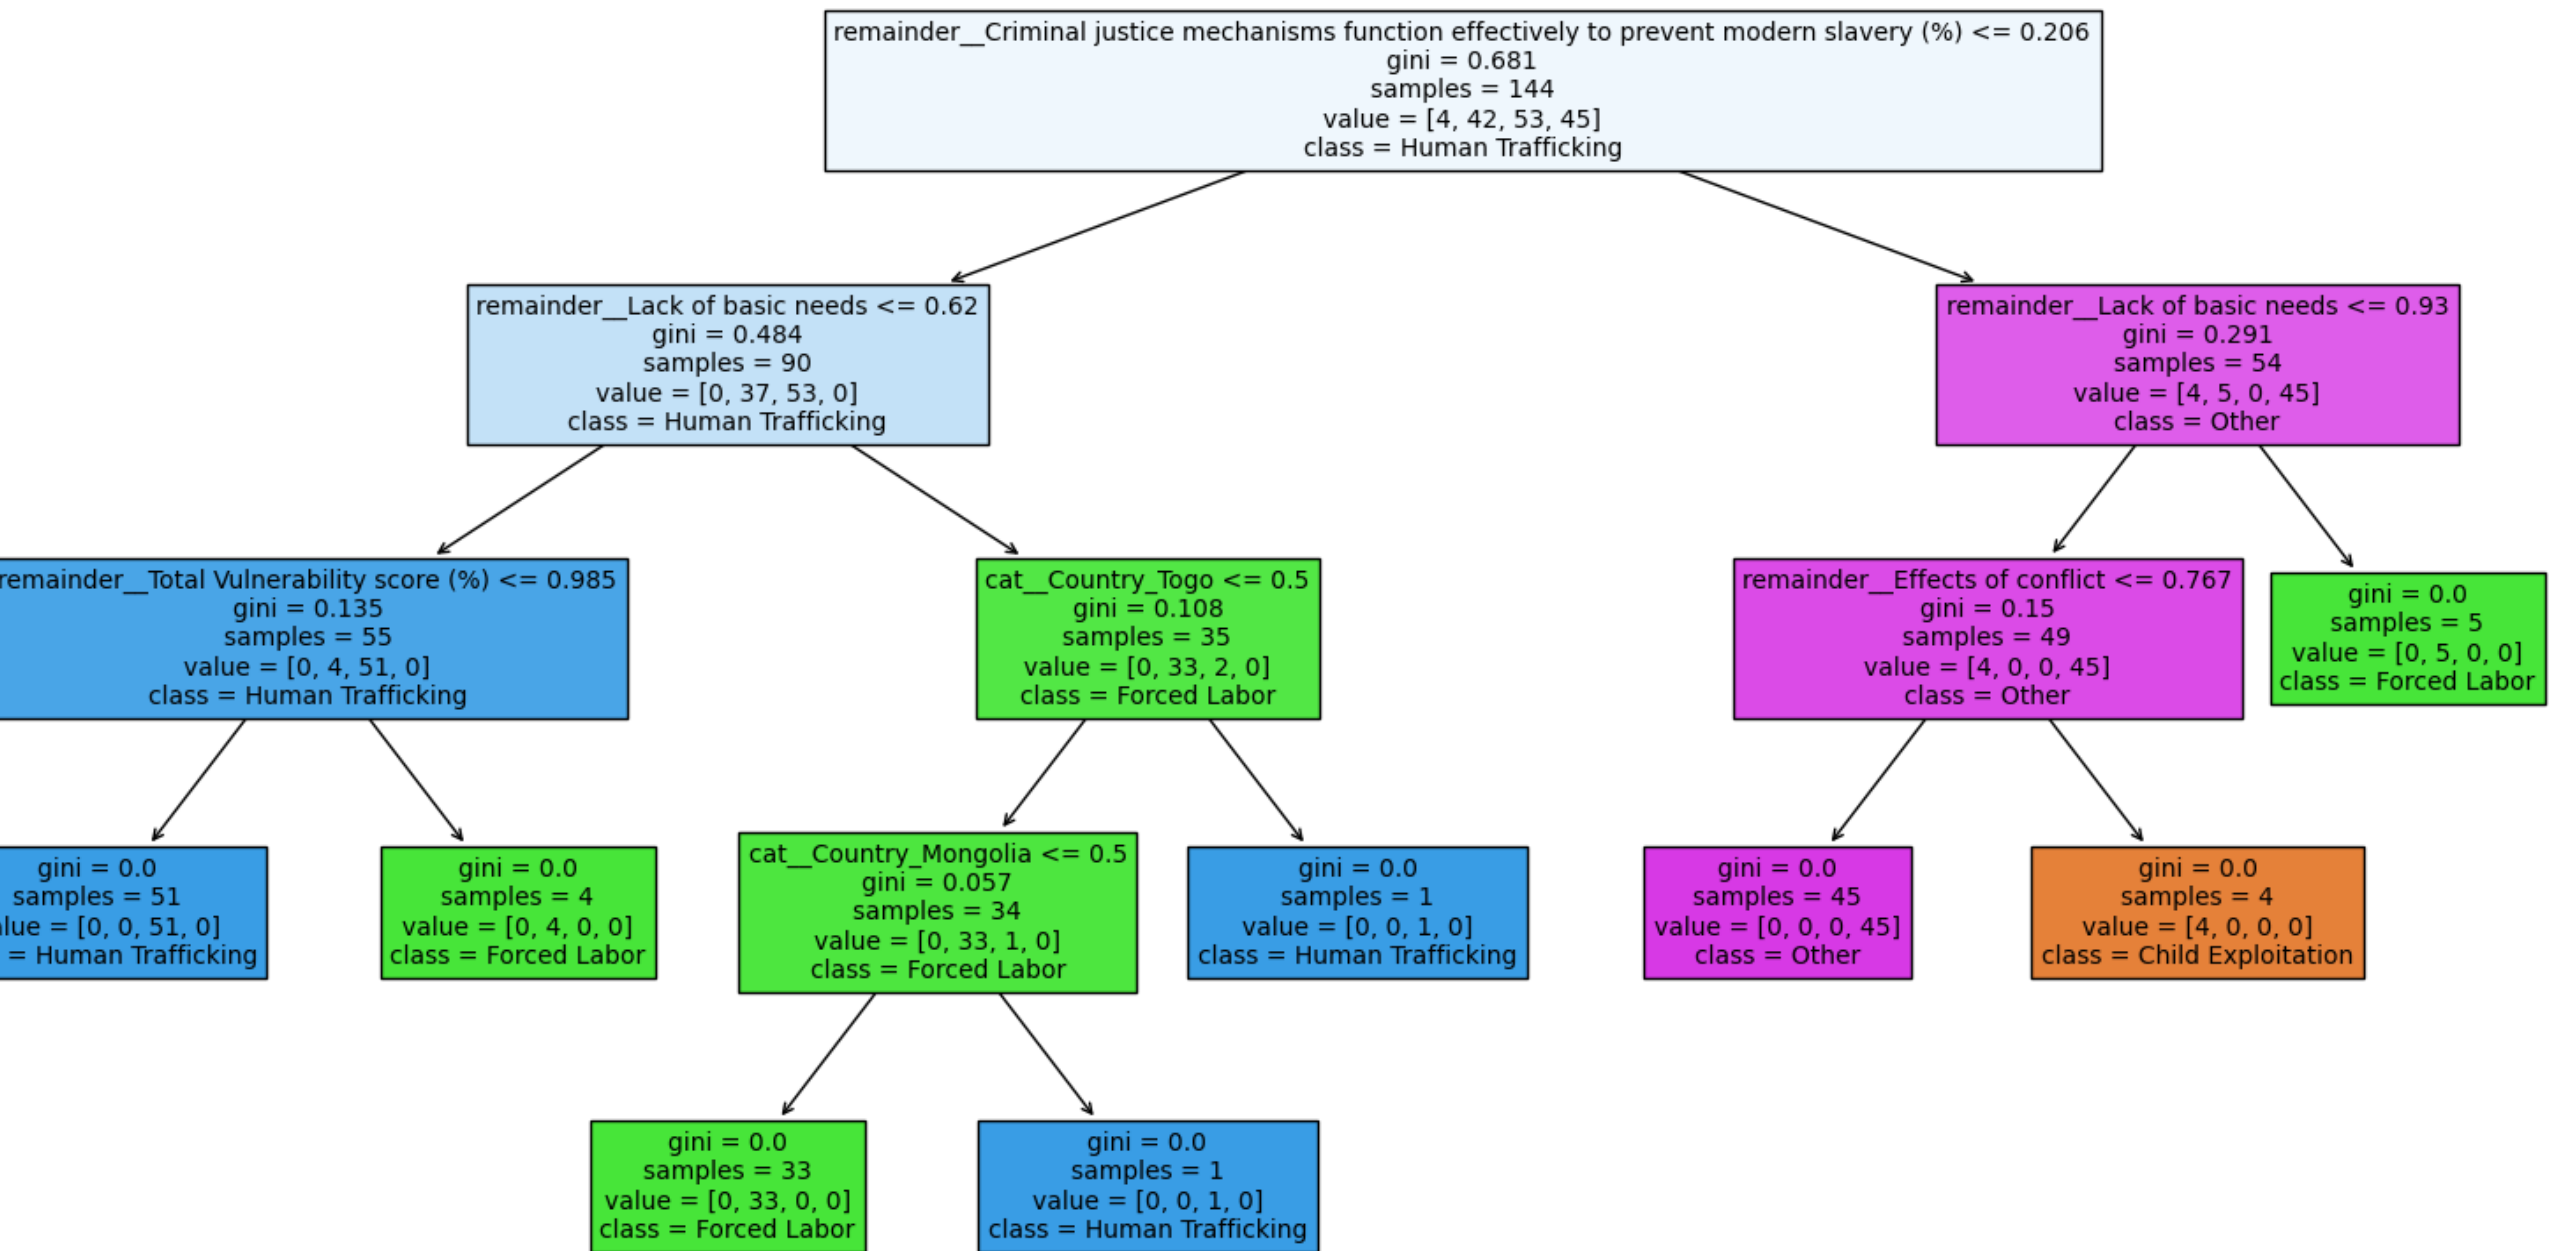 remainder__Criminal justice mechanisms function effectively to prevent modern slavery (%) <= 0.206
gini = 0.681
samples = 144
value = [4, 42, 53, 45]
class = Human Trafficking
remainder__Lack of basic needs <= 0.62
gini = 0.484
samples = 90
value = [0, 37, 53, 0]
class = Human Trafficking
remainder__Lack of basic needs <= 0.93
gini = 0.291
samples = 54
value = [4, 5, 0, 45]
class = Other
remainder__Total Vulnerability score (%) <= 0.985
gini = 0.135
samples = 55
value = [0, 4, 51, 0]
class = Human Trafficking
cat__Country_Togo <= 0.5
gini = 0.108
samples = 35
value = [0, 33, 2, 0]
class = Forced Labor
remainder__Effects of conflict <= 0.767
gini = 0.15
samples = 49
value = [4, 0, 0, 45]
class = Other
gini = 0.0
samples = 5
value = [0, 5, 0, 0]
class = Forced Labor
gini = 0.0
samples = 51
lue = [0, 0, 51, 0]
= Human Trafficking
gini = 0.0
samples = 4
value = [0, 4, 0, 0]
class = Forced Labor
cat__Country_Mongolia <= 0.5
gini = 0.057
samples = 34
value = [0, 33, 1, 0]
class = Forced Labor
gini = 0.0
samples = 1
value = [0, 0, 1, 0]
class = Human Trafficking
gini = 0.0
samples = 45
value = [0, 0, 0, 45]
class = Other
gini = 0.0
samples = 4
value = [4, 0, 0, 0]
class = Child Exploitation
gini = 0.0
samples = 33
value = [0, 33, 0, 0]
class = Forced Labor
gini = 0.0
samples = 1
value = [0, 0, 1, 0]
class = Human Trafficking